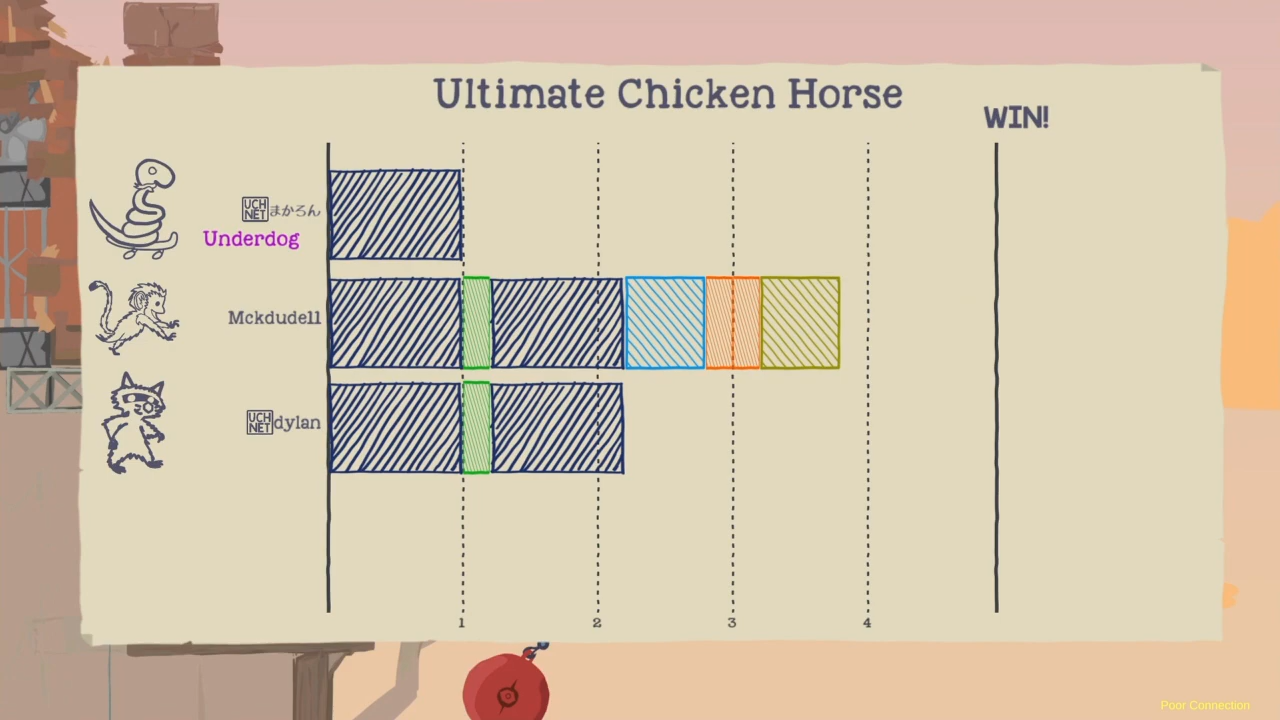 Ultimate Chicken Horse
WIN!
UCH NET まかろん
Underdog
Mckdudell
UCH NET dylan
1 2 3 4
Poor Connection